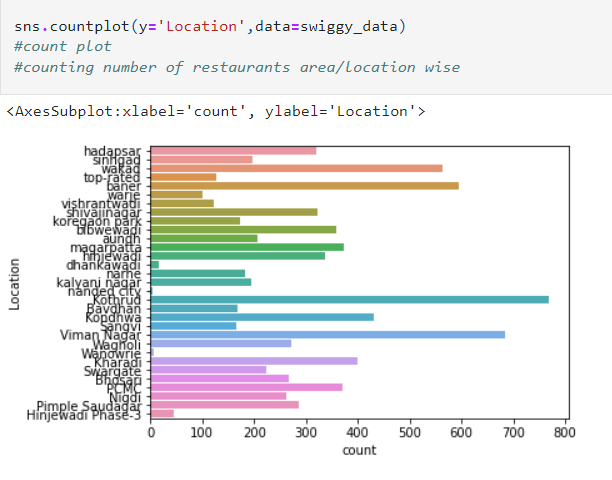 sns.countplot(y='Location',data=swiggy_data)
#count plot
#counting number of restaurants area/location wise
<AxesSubplot:xlabel='count', ylabel='Location'>
hadapsar
sinhgad
wakad
top-rated
baner
warje
vishrantwadi
shivajinagar
koregaon park
bibwewadi
aungh
magarpatta
hinjewadi
dhankawadi
narhe
kalyani nagar
nanded city
Kothrud
Bavdhan
Kondhwa
Sangvi
Viman Nagar
Wagholi
Wanowrie
Kharadi
Swargate
Bhosari
PCMC
Nigdi
Pimple Saudagar
Hinjewadi Phase-3
Location
0 100 200 300 400 500 600 700 800
count